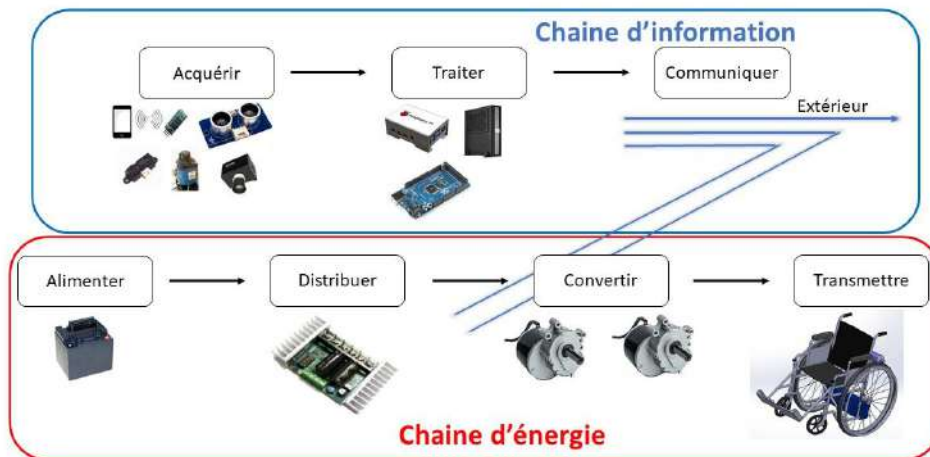 Chaine d'information
Acquérir
Traiter
Communiquer
Extérieur
Alimenter
Distribuer
Convertir
Transmettre
Chaine d'énergie